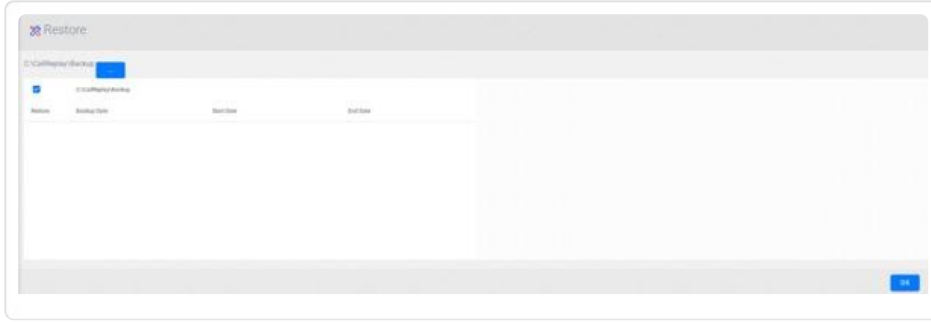 Restore
C:\CallReplay\Backup ...
C:\CallReplay\Backup
Restore Backup Date Start Date End Date
OK